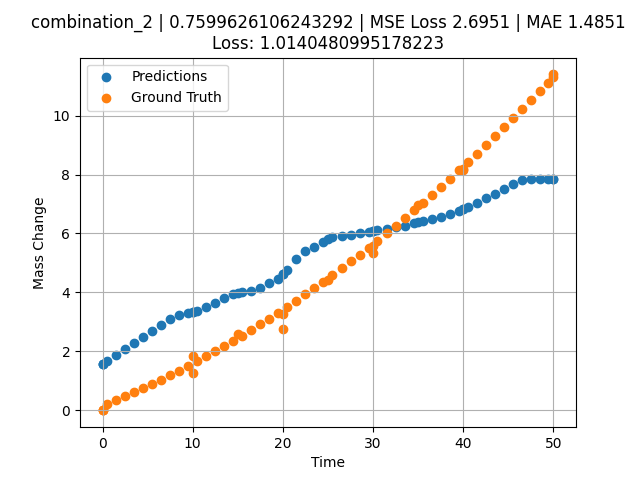 combination_2 | 0.7599626106243292 | MSE Loss 2.6951 | MAE 1.4851
Loss: 1.0140480995178223
Predictions
Ground Truth
Mass Change
10
8
6
4
2
0
0 10 20 30 40 50
Time